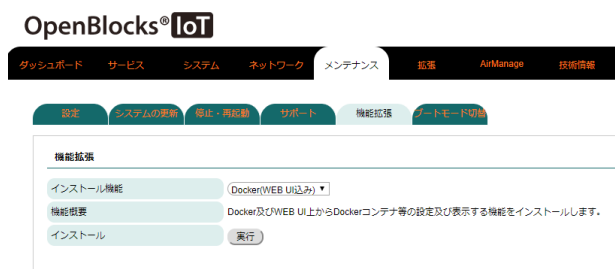 OpenBlocks® IoT
ダッシュボード サービス システム ネットワーク メンテナンス 拡張 AirManage 技術情報
設定 システムの更新 停止・再起動 サポート 機能拡張 ブートモード切替
機能拡張
インストール機能 Docker(WEB UI込み)
機能概要 Docker及びWEB UI上からDockerコンテナ等の設定及び表示する機能をインストールします。
インストール 実行